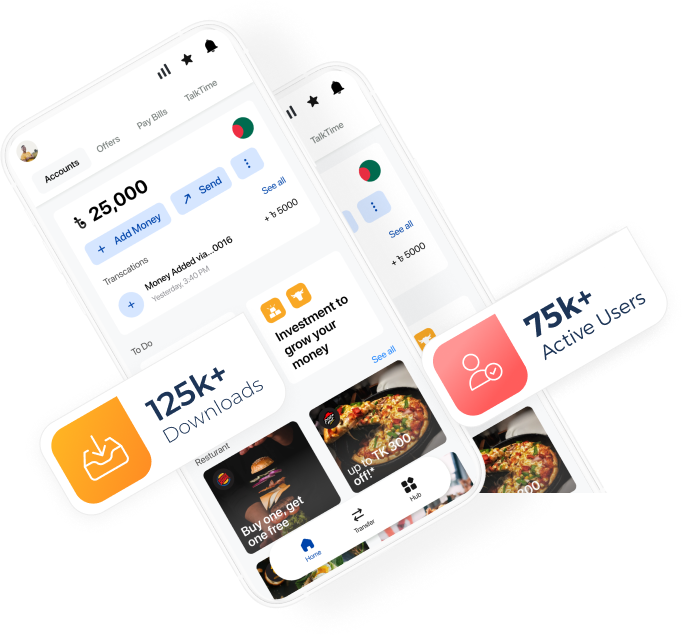 Accounts
Offers
Pay Bills
TalkTime
৳ 25,000
+ Add Money
Send
Transcations
See all
Money Added via...0016
Yesterday, 3:40 PM
+ ৳ 5000
To Do
Investment to
grow your
money
See all
Resturant
Buy one, get
one free
up to TK 300
off!*
Home
Transfer
Hub
125k+
Downloads
TalkTime
See all
+ ৳ 5000
300
75k+
Active Users